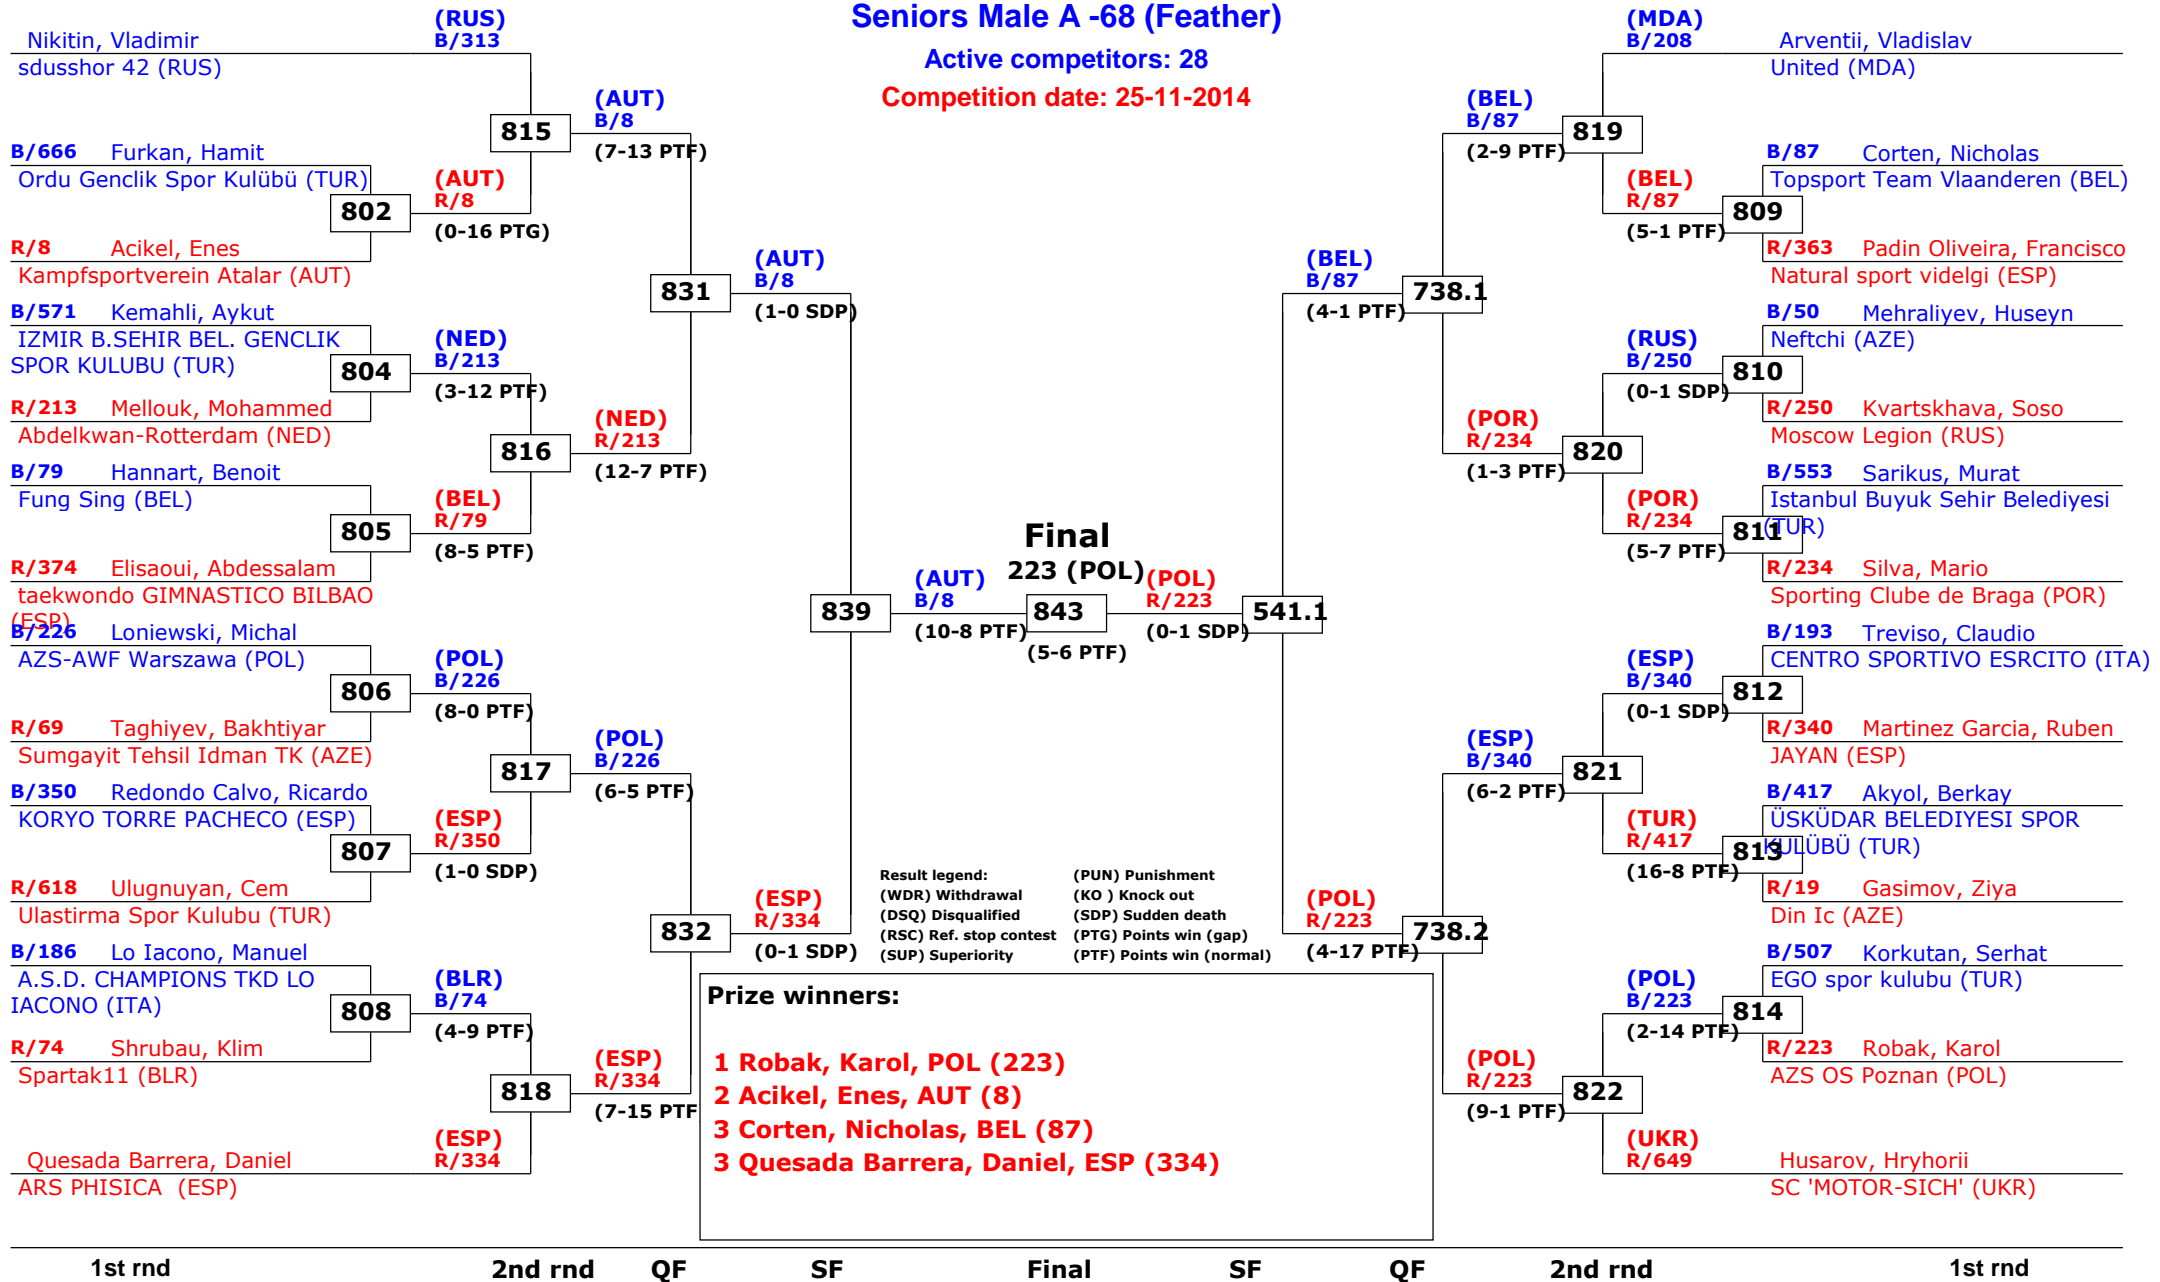 Seniors Male A -68 (Feather)
Active competitors: 28
Competition date: 25-11-2014
Nikitin, Vladimir
sdusshor 42 (RUS)
(RUS)
B/313
B/666 Furkan, Hamit
Ordu Genclik Spor Kulübü (TUR)
802
R/8 Acikel, Enes
Kampfsportverein Atalar (AUT)
(AUT)
R/8
(0-16 PTG)
815
(AUT)
B/8
(7-13 PTF)
B/571 Kemahli, Aykut
IZMIR B.SEHIR BEL. GENCLIK
SPOR KULUBU (TUR)
804
R/213 Mellouk, Mohammed
Abdelkwan-Rotterdam (NED)
(NED)
B/213
(3-12 PTF)
B/79 Hannart, Benoit
Fung Sing (BEL)
805
R/374 Elisaoui, Abdessalam
taekwondo GIMNASTICO BILBAO
(ESP)
(BEL)
R/79
(8-5 PTF)
816
(NED)
R/213
(12-7 PTF)
831
(AUT)
B/8
(1-0 SDP)
B/226 Loniewski, Michal
AZS-AWF Warszawa (POL)
806
R/69 Taghiyev, Bakhtiyar
Sumgayit Tehsil Idman TK (AZE)
(POL)
B/226
(8-0 PTF)
B/350 Redondo Calvo, Ricardo
KORYO TORRE PACHECO (ESP)
807
R/618 Ulugnuyan, Cem
Ulastirma Spor Kulubu (TUR)
(ESP)
R/350
(1-0 SDP)
817
(POL)
B/226
(6-5 PTF)
B/186 Lo Iacono, Manuel
A.S.D. CHAMPIONS TKD LO
IACONO (ITA)
808
R/74 Shrubau, Klim
Spartak11 (BLR)
(BLR)
B/74
(4-9 PTF)
Quesada Barrera, Daniel
ARS PHISICA (ESP)
(ESP)
R/334
818
(ESP)
R/334
(7-15 PTF
832
(ESP)
R/334
(0-1 SDP)
839
(AUT)
B/8
(10-8 PTF)
Final
223 (POL)
843
(5-6 PTF)
(POL)
R/223
(0-1 SDP)
541.1
(BEL)
B/87
(4-1 PTF)
738.1
(BEL)
B/87
(2-9 PTF)
819
(MDA)
B/208
Arventii, Vladislav
United (MDA)
(BEL)
R/87
(5-1 PTF)
809
B/87 Corten, Nicholas
Topsport Team Vlaanderen (BEL)
R/363 Padin Oliveira, Francisco
Natural sport videlgi (ESP)
(POR)
R/234
(1-3 PTF)
820
(RUS)
B/250
(0-1 SDP)
810
B/50 Mehraliyev, Huseyn
Neftchi (AZE)
R/250 Kvartskhava, Soso
Moscow Legion (RUS)
(POR)
R/234
(5-7 PTF)
811
B/553 Sarikus, Murat
Istanbul Buyuk Sehir Belediyesi
(TUR)
R/234 Silva, Mario
Sporting Clube de Braga (POR)
(POL)
R/223
(4-17 PTF)
738.2
(ESP)
B/340
(6-2 PTF)
821
(ESP)
B/340
(0-1 SDP)
812
B/193 Treviso, Claudio
CENTRO SPORTIVO ESRCITO (ITA)
R/340 Martinez Garcia, Ruben
JAYAN (ESP)
(TUR)
R/417
(16-8 PTF)
813
B/417 Akyol, Berkay
ÜSKÜDAR BELEDIYESI SPOR
KULÜBÜ (TUR)
R/19 Gasimov, Ziya
Din Ic (AZE)
(POL)
R/223
(9-1 PTF)
822
(POL)
B/223
(2-14 PTF)
814
B/507 Korkutan, Serhat
EGO spor kulubu (TUR)
R/223 Robak, Karol
AZS OS Poznan (POL)
(UKR)
R/649
Husarov, Hryhorii
SC 'MOTOR-SICH' (UKR)
Result legend:
(WDR) Withdrawal
(DSQ) Disqualified
(RSC) Ref. stop contest
(SUP) Superiority
(PUN) Punishment
(KO ) Knock out
(SDP) Sudden death
(PTG) Points win (gap)
(PTF) Points win (normal)
Prize winners:
1 Robak, Karol, POL (223)
2 Acikel, Enes, AUT (8)
3 Corten, Nicholas, BEL (87)
3 Quesada Barrera, Daniel, ESP (334)
1st rnd 2nd rnd QF SF Final SF QF 2nd rnd 1st rnd